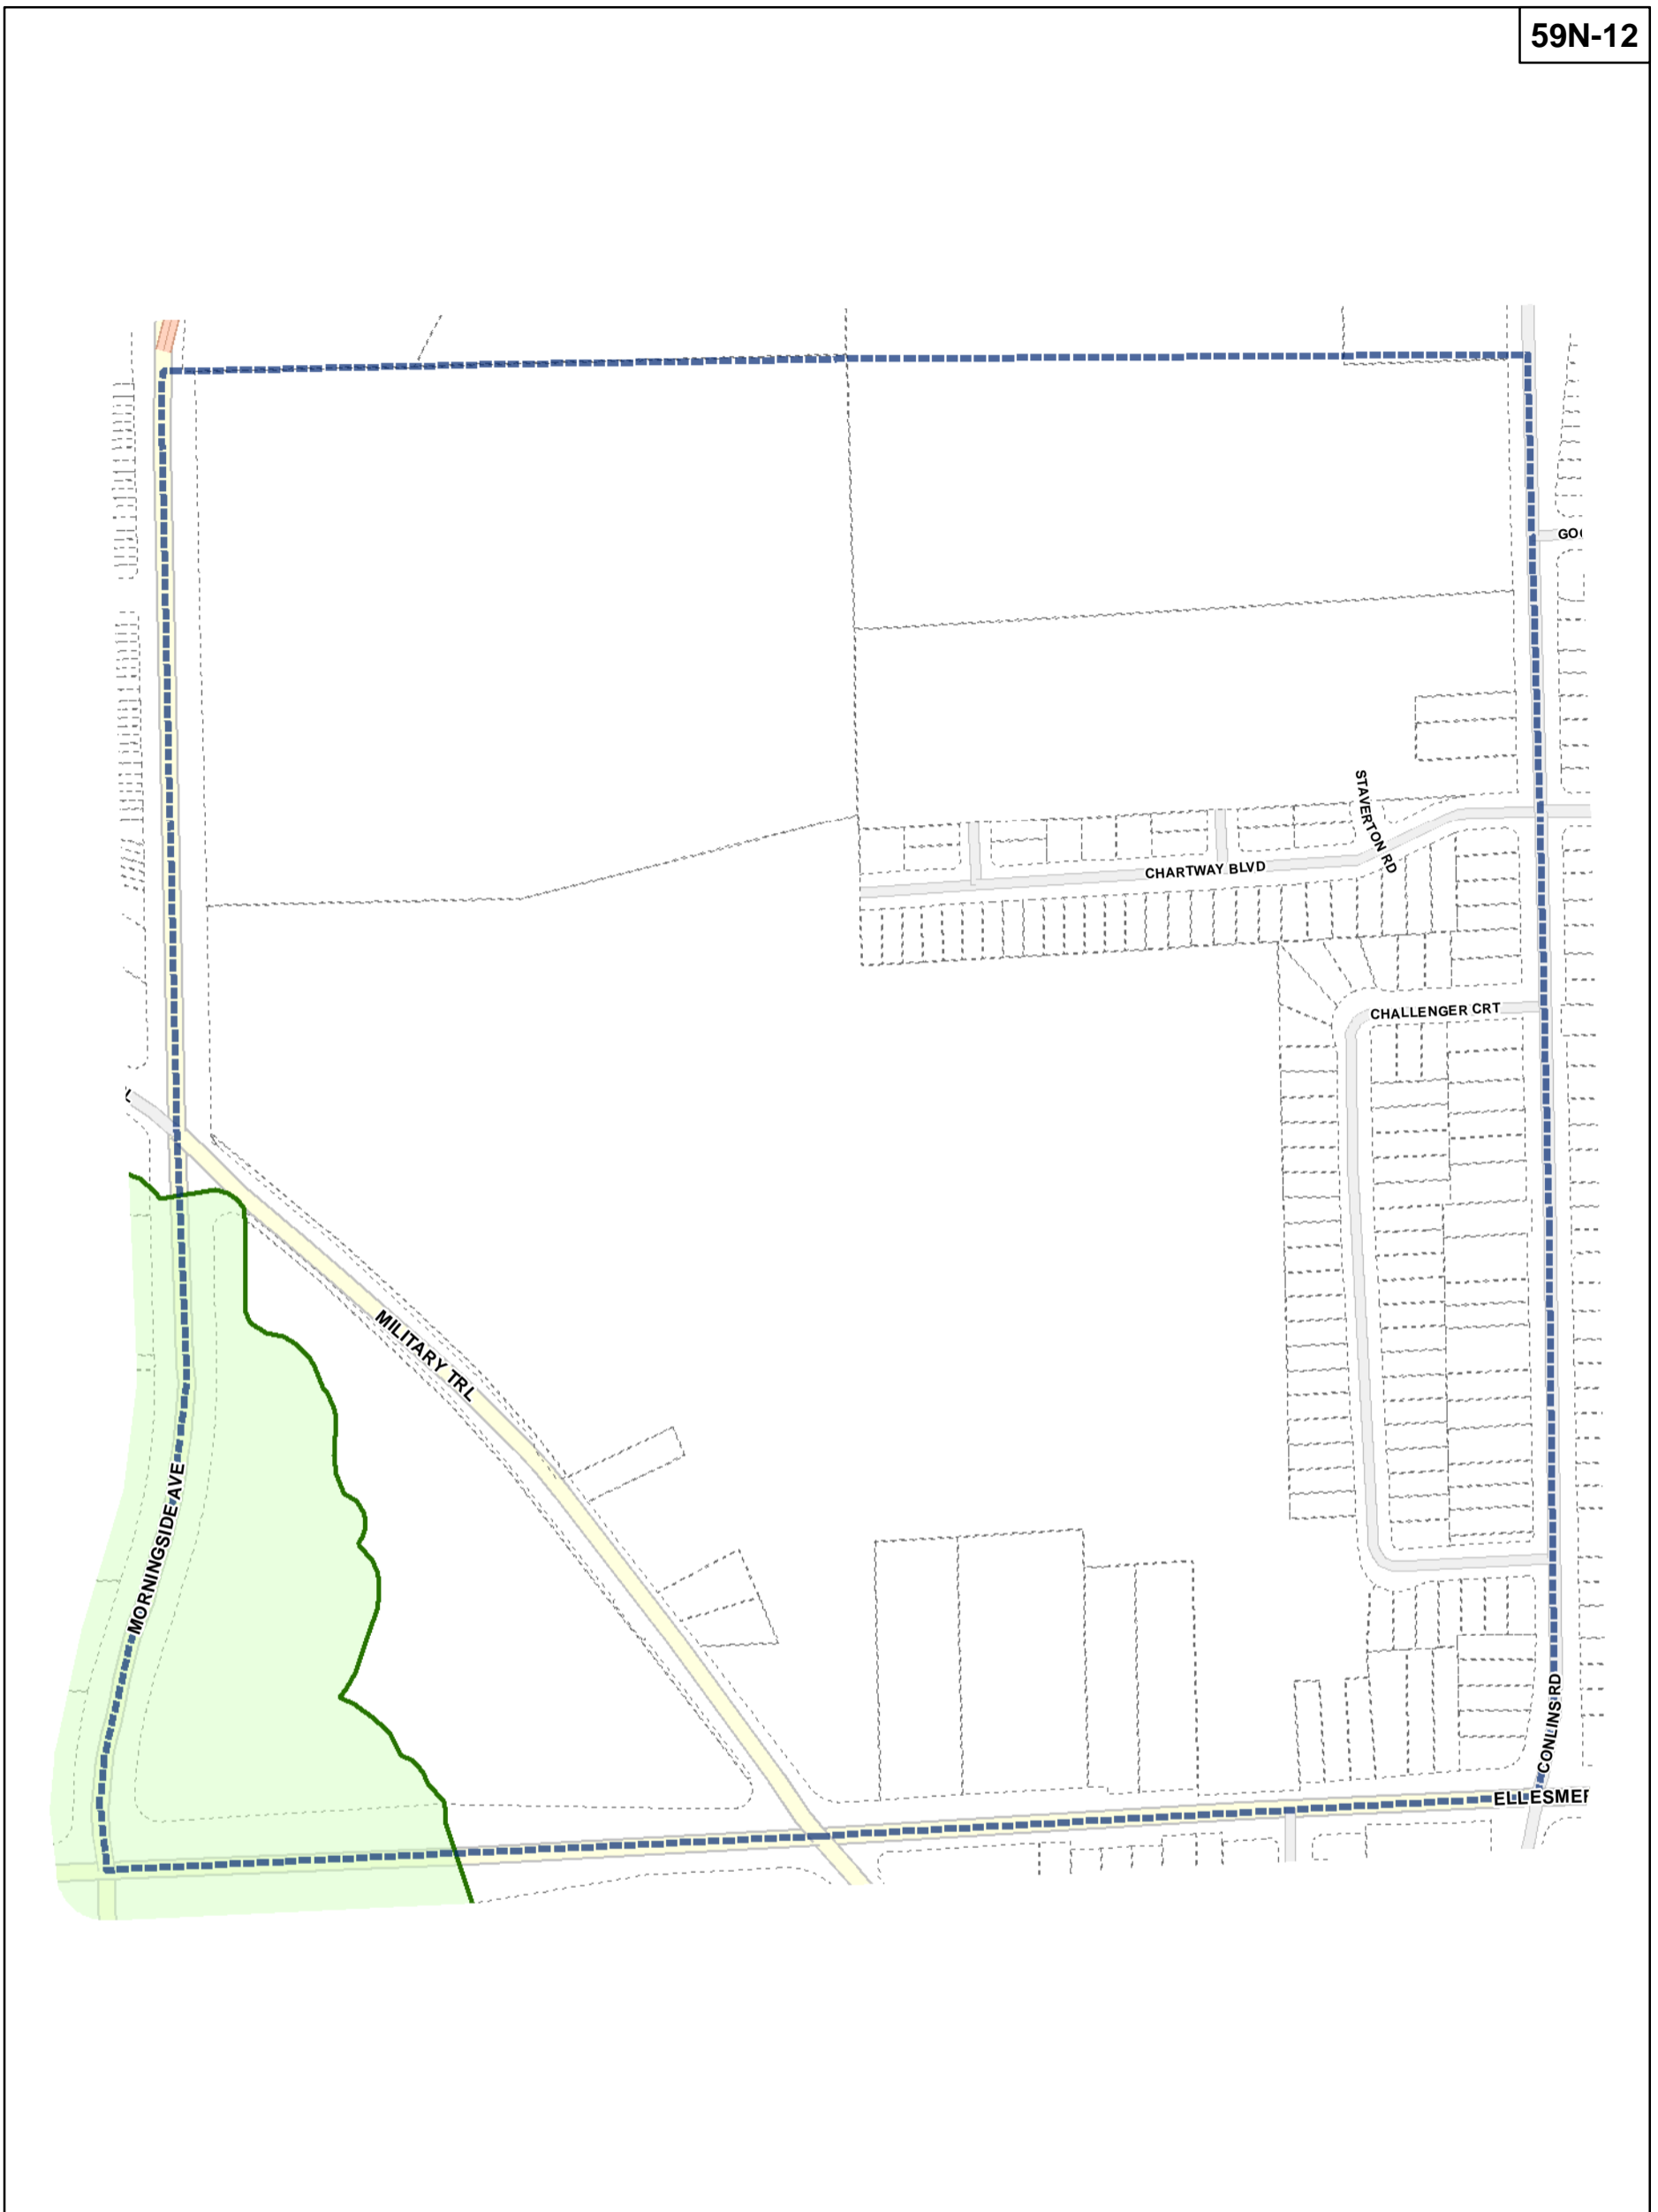 59N-12
GO
STAVERTON RD
CHARTWAY BLVD
CHALLENGER CRT
L
MILITARY TRL
MORNINGSIDE AVE
CONLINS RD
ELLESMER